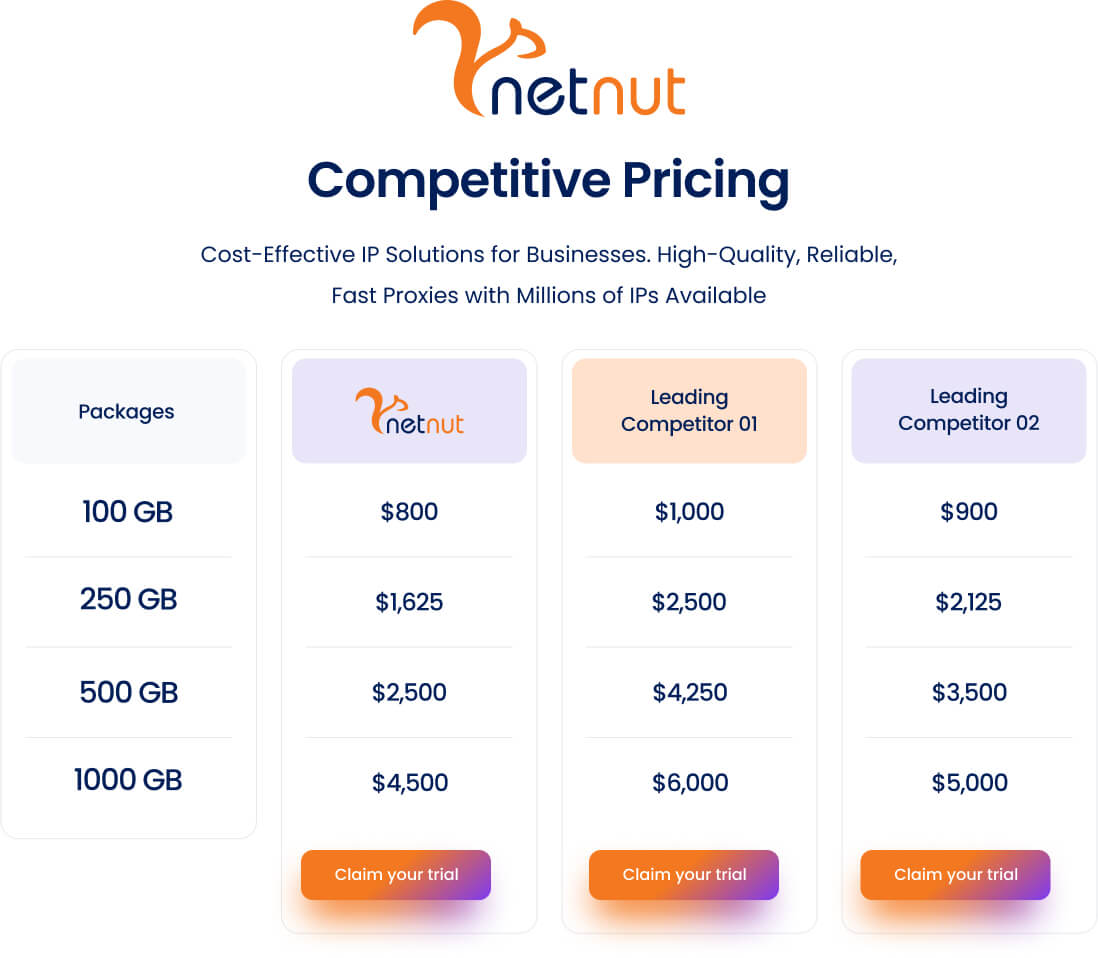 netnut
Competitive Pricing
Cost-Effective IP Solutions for Businesses. High-Quality, Reliable,
Fast Proxies with Millions of IPs Available
Packages
netnut
Leading
Competitor 01
Leading
Competitor 02
100 GB
$800
$1,000
$900
250 GB
$1,625
$2,500
$2,125
500 GB
$2,500
$4,250
$3,500
1000 GB
$4,500
$6,000
$5,000
Claim your trial
Claim your trial
Claim your trial